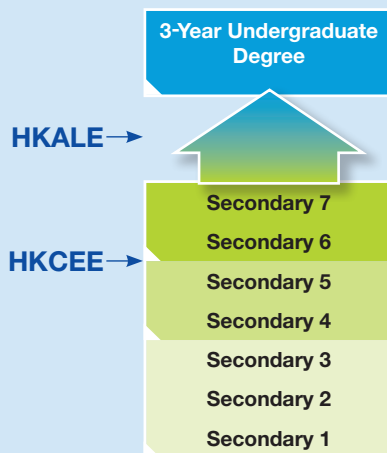 3-Year Undergraduate
Degree
HKALE
Secondary 7
Secondary 6
HKCEE
Secondary 5
Secondary 4
Secondary 3
Secondary 2
Secondary 1